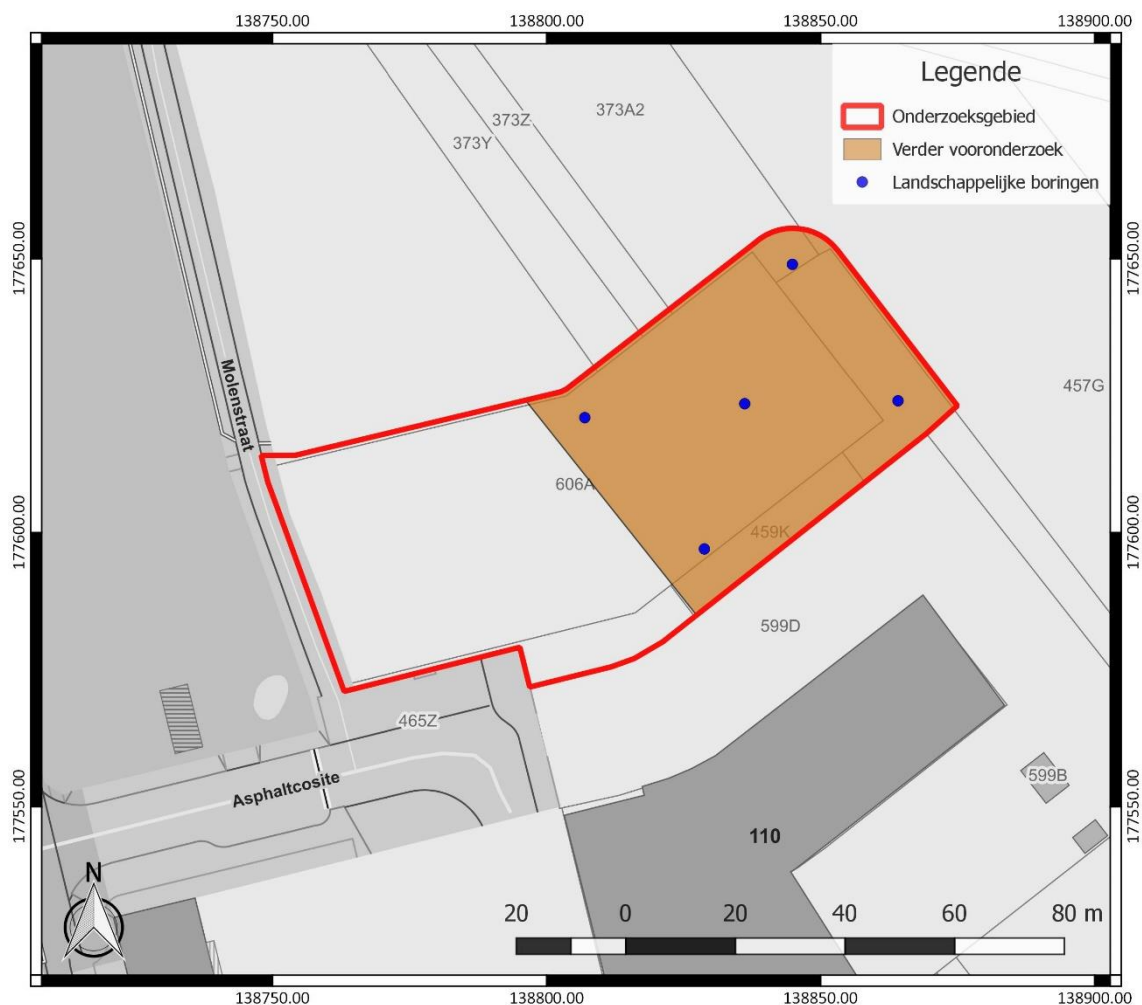 138750.00 138800.00 138850.00 138900.00
Legende
Onderzoeksgebied
Verder vooronderzoek
Landschappelijke boringen
373A2
373Z
373Y
177650.00 177650.00
Molenstraat
457G
606A
459K
177600.00 177600.00
599D
465Z
Asphaltcosite
599B
177550.00 177550.00
110
N
20 0 20 40 60 80 m
138750.00 138800.00 138850.00 138900.00